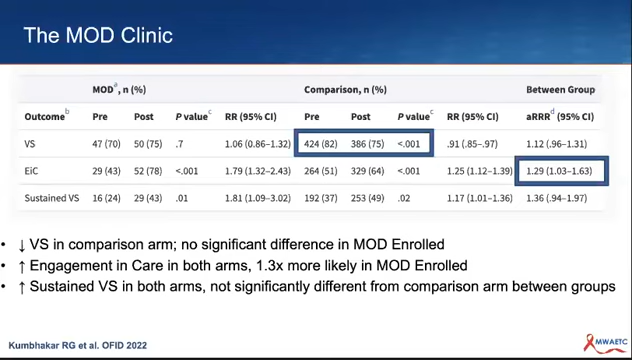 The MOD Clinic
MODᵃ, n (%) Comparison, n (%) Between Group
Outcomeᵇ Pre Post P valueᶜ RR (95% CI) Pre Post P valueᶜ RR (95% CI) aRRRᵈ (95% CI)
VS 47 (70) 50 (75) .7 1.06 (0.86–1.32) 424 (82) 386 (75) <.001 .91 (.85–.97) 1.12 (.96–1.31)
EiC 29 (43) 52 (78) <.001 1.79 (1.32–2.43) 264 (51) 329 (64) <.001 1.25 (1.12–1.39) 1.29 (1.03–1.63)
Sustained VS 16 (24) 29 (43) .01 1.81 (1.09–3.02) 192 (37) 253 (49) .02 1.17 (1.01–1.36) 1.36 (.94–1.97)
• ↓ VS in comparison arm; no significant difference in MOD Enrolled
• ↑ Engagement in Care in both arms, 1.3x more likely in MOD Enrolled
• ↑ Sustained VS in both arms, not significantly different from comparison arm between groups
Kumbhakar RG et al. OFID 2022
MWAETC